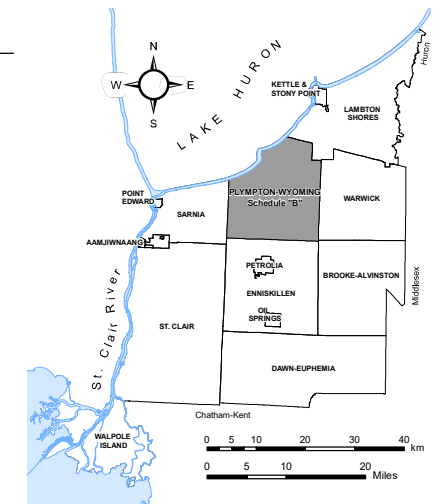 N
W
E
S
LAKE HURON
Huron
KETTLE &
STONY POINT
LAMBTON
SHORES
POINT
EDWARD
PLYMPTON-WYOMING
Schedule "B"
WARWICK
SARNIA
AAMJIWNAANG
PETROLIA
BROOKE-ALVINSTON
Middlesex
ENNISKILLEN
OIL
SPRINGS
ST. CLAIR
St. Clair River
DAWN-EUPHEMIA
Chatham-Kent
WALPOLE
ISLAND
0 5 10 20 30 40
km
0 5 10 20
Miles